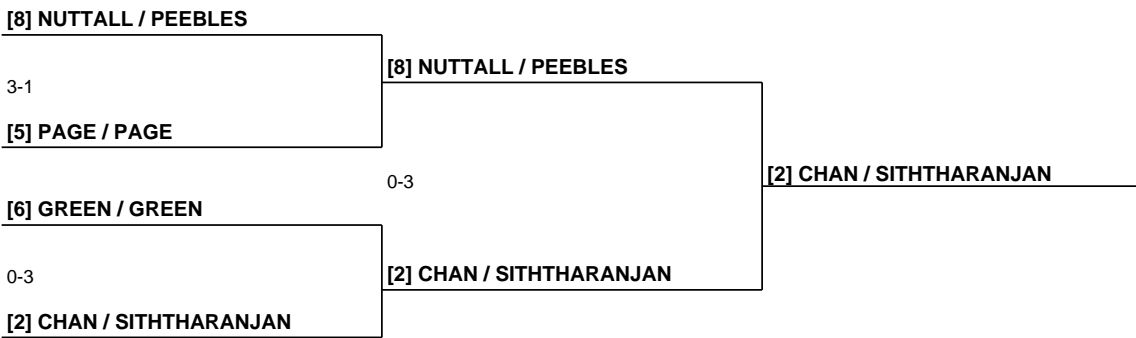 [8] NUTTALL / PEEBLES
[8] NUTTALL / PEEBLES
3-1
[5] PAGE / PAGE
[2] CHAN / SITHTHARANJAN
0-3
[6] GREEN / GREEN
[2] CHAN / SITHTHARANJAN
0-3
[2] CHAN / SITHTHARANJAN